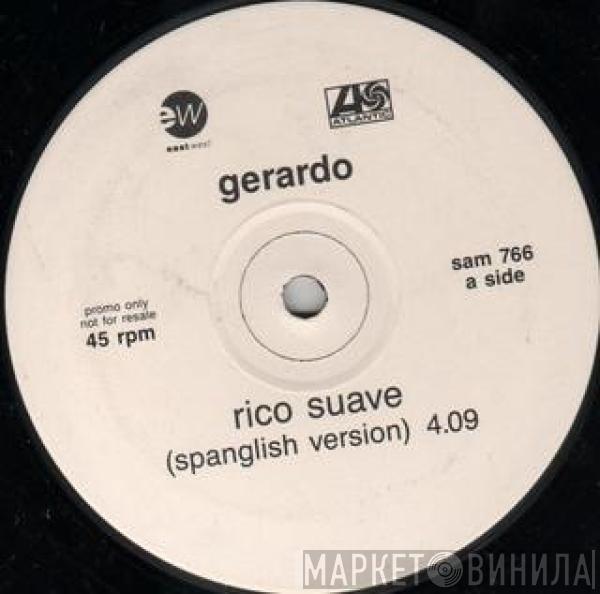 ew
east west
ATLANTIC
gerardo
sam 766
a side
promo only
not for resale
45 rpm
rico suave
(spanglish version) 4.09
МАРКЕТ ВИНИЛА